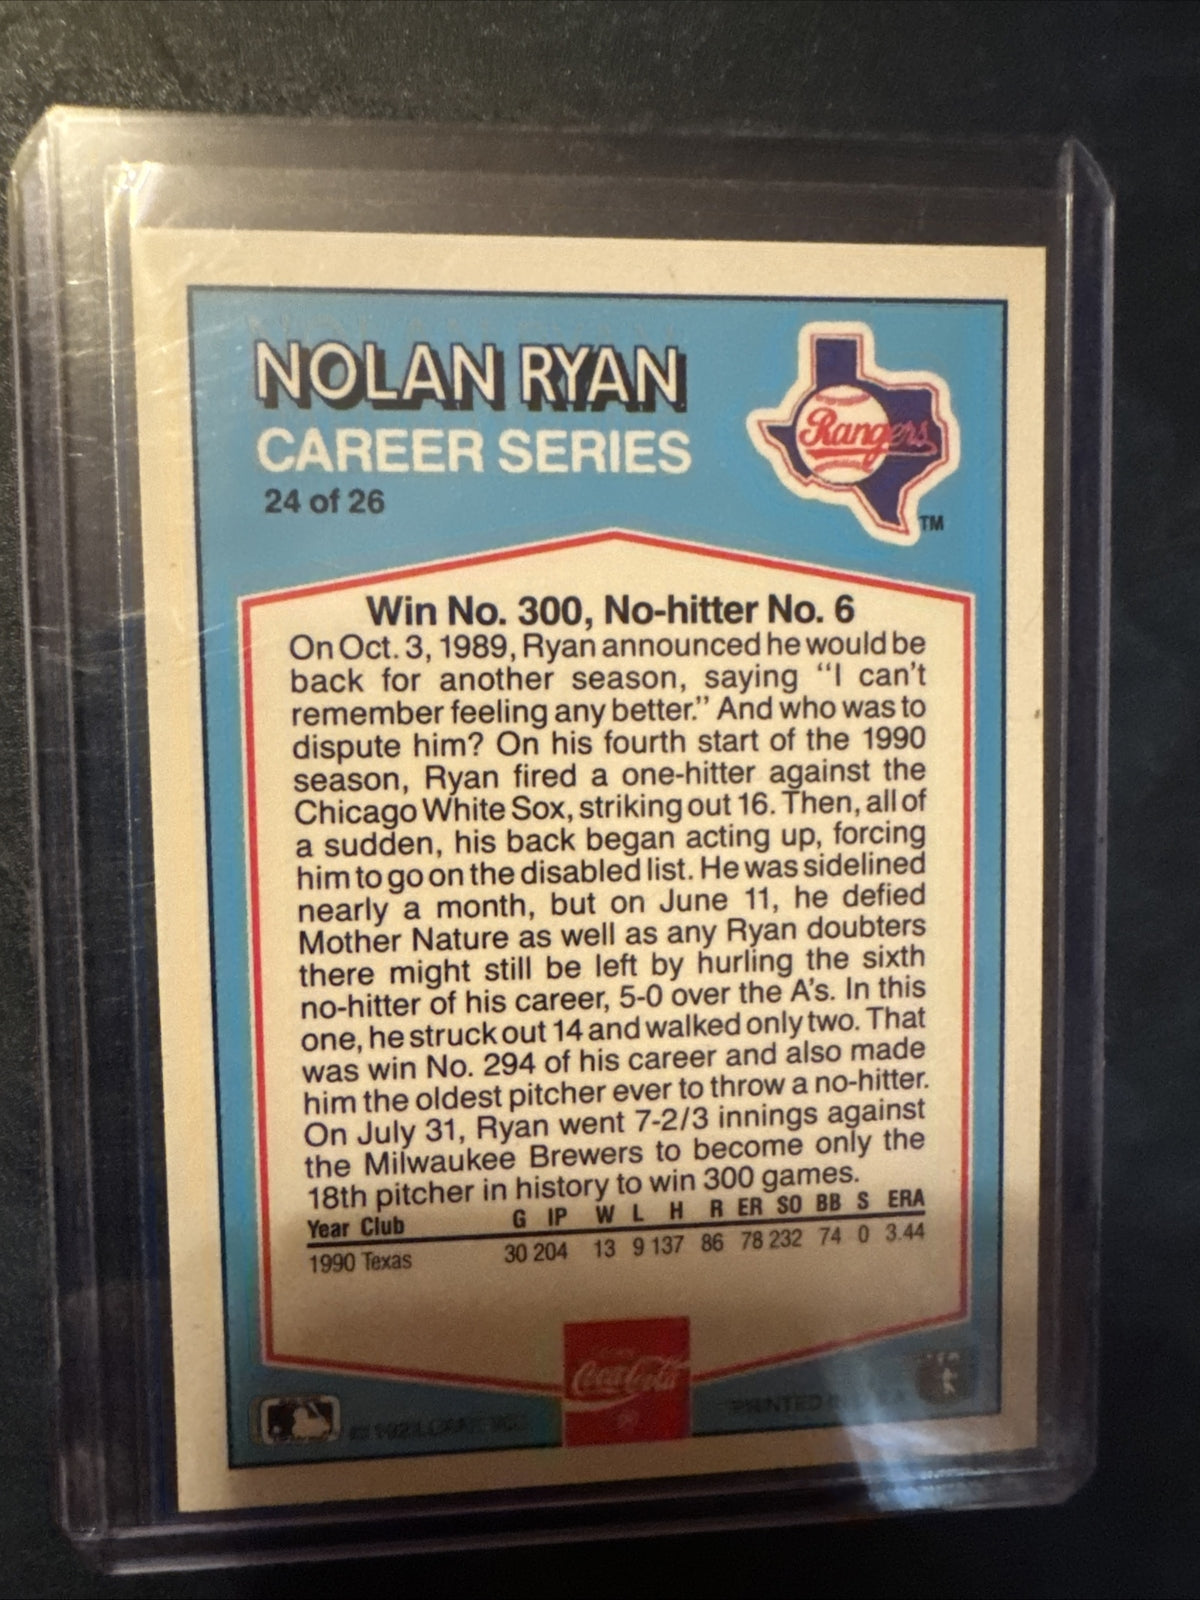 NOLAN RYAN
CAREER SERIES
24 of 26
Rangers
TM
Win No. 300, No-hitter No. 6
On Oct. 3, 1989, Ryan announced he would be
back for another season, saying "I can't
remember feeling any better." And who was to
dispute him? On his fourth start of the 1990
season, Ryan fired a one-hitter against the
Chicago White Sox, striking out 16. Then, all of
a sudden, his back began acting up, forcing
him to go on the disabled list. He was sidelined
nearly a month, but on June 11, he defied
Mother Nature as well as any Ryan doubters
there might still be left by hurling the sixth
no-hitter of his career, 5-0 over the A's. In this
one, he struck out 14 and walked only two. That
was win No. 294 of his career and also made
him the oldest pitcher ever to throw a no-hitter.
On July 31, Ryan went 7-2/3 innings against
the Milwaukee Brewers to become only the
18th pitcher in history to win 300 games.
Year Club G IP W L H R ER SO BB S ERA
1990 Texas 30 204 13 9 137 86 78 232 74 0 3.44
Coca-Cola
PRINTED IN U.S.A.